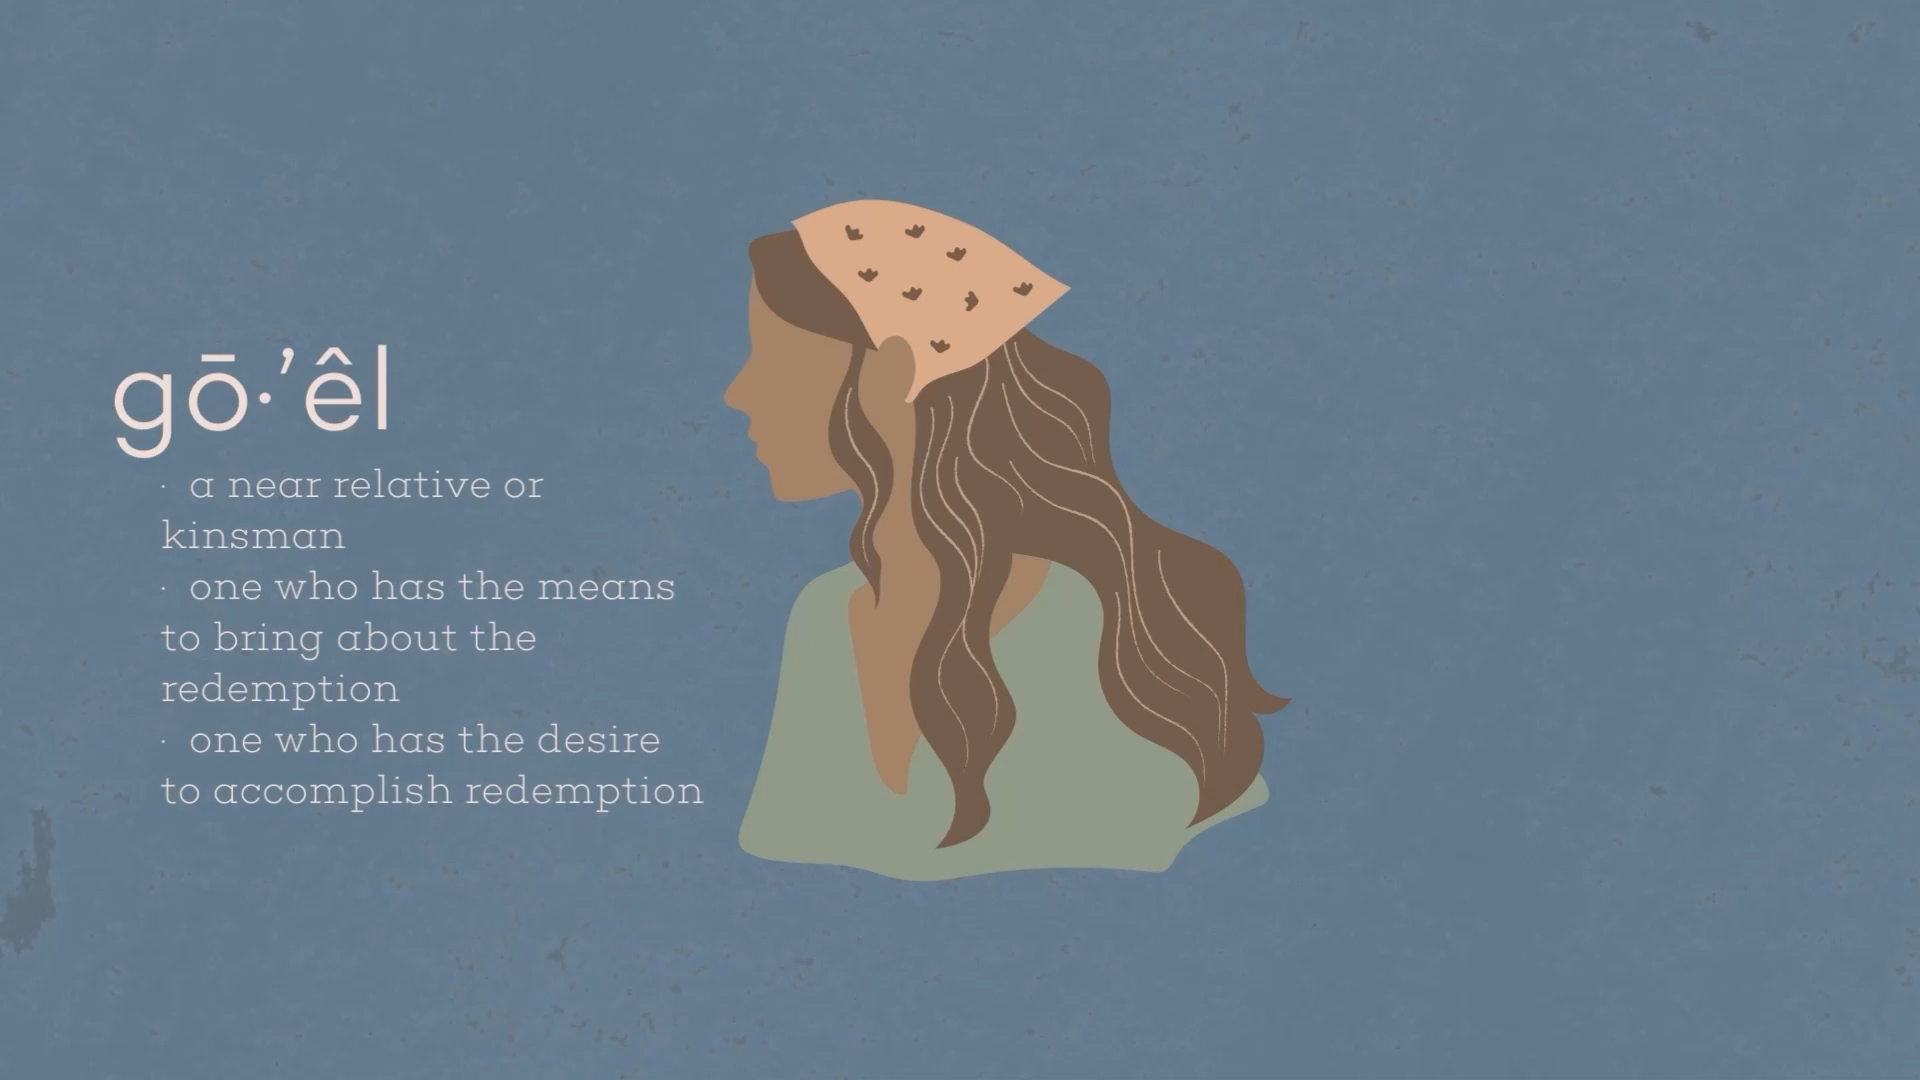 gō·’êl
· a near relative or
kinsman
· one who has the means
to bring about the
redemption
· one who has the desire
to accomplish redemption